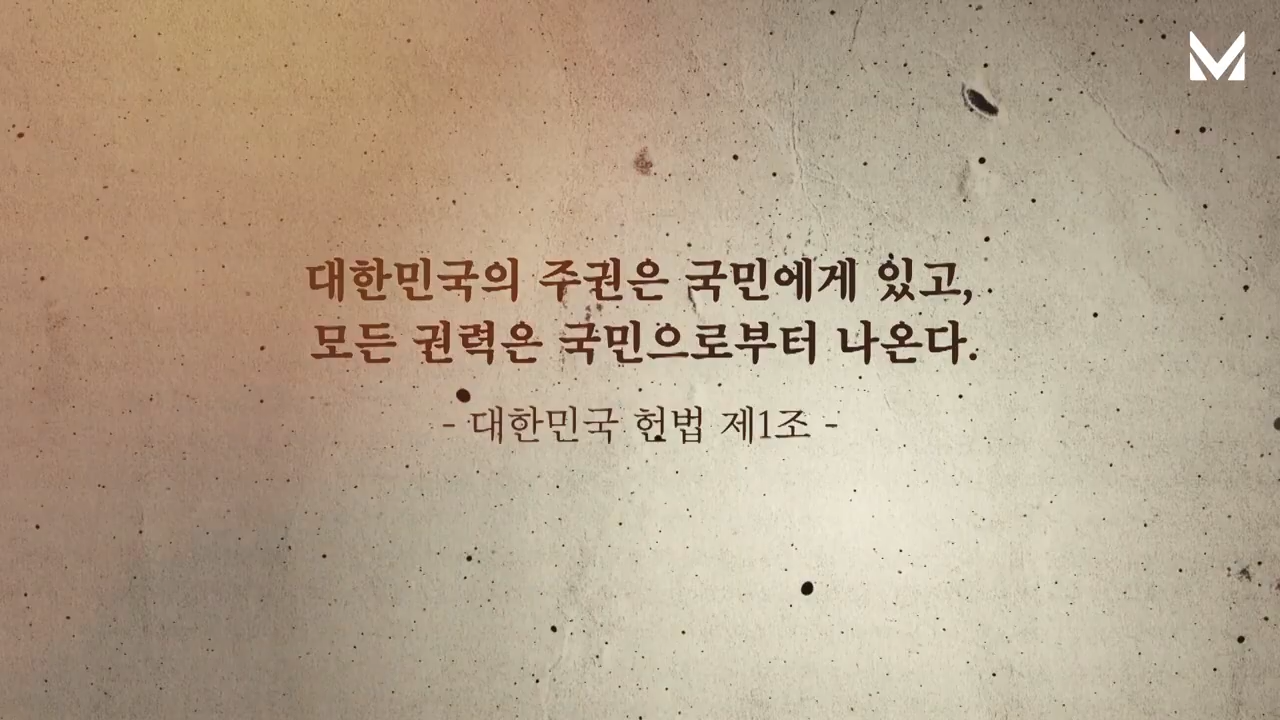 대한민국의 주권은 국민에게 있고,
모든 권력은 국민으로부터 나온다.
- 대한민국 헌법 제1조 -